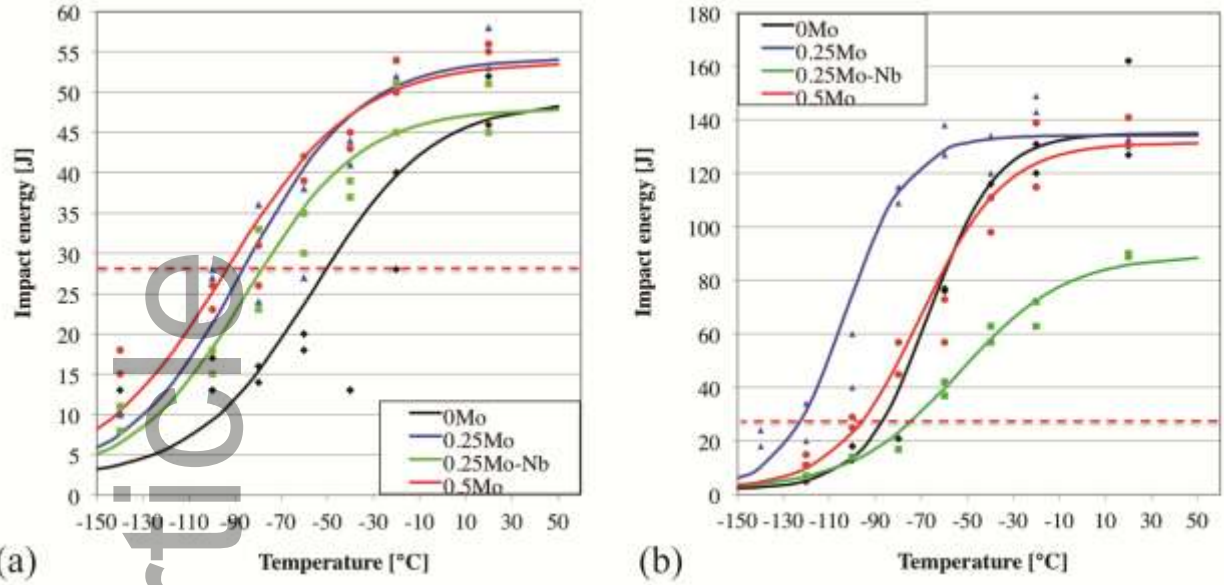 60
55
50
45
40
35
30
25
20
15
10
5
0
Impact energy [J]
-150 -130 -110 -90 -70 -50 -30 -10 10 30 50
Temperature [°C]
0Mo
0.25Mo
0.25Mo-Nb
0.5Mo
(a)
180
160
140
120
100
80
60
40
20
0
Impact energy [J]
-150 -130 -110 -90 -70 -50 -30 -10 10 30 50
Temperature [°C]
0Mo
0.25Mo
0.25Mo-Nb
0.5Mo
(b)